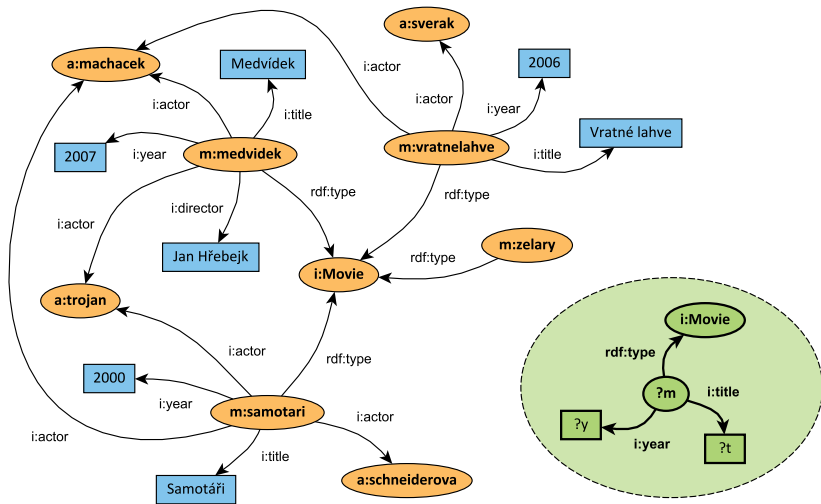 a:sverak
a:machacek
Medvídek
2006
i:actor
i:actor
i:actor
i:title
i:year
Vratné lahve
2007
i:year
m:medvidek
m:vratnelahve
i:title
i:actor
i:director
rdf:type
rdf:type
Jan Hřebejk
m:zelary
i:Movie
rdf:type
a:trojan
i:Movie
i:actor
rdf:type
rdf:type
2000
i:year
?m
i:title
m:samotari
i:actor
?y
i:year
?t
i:actor
i:title
Samotáři
a:schneiderova